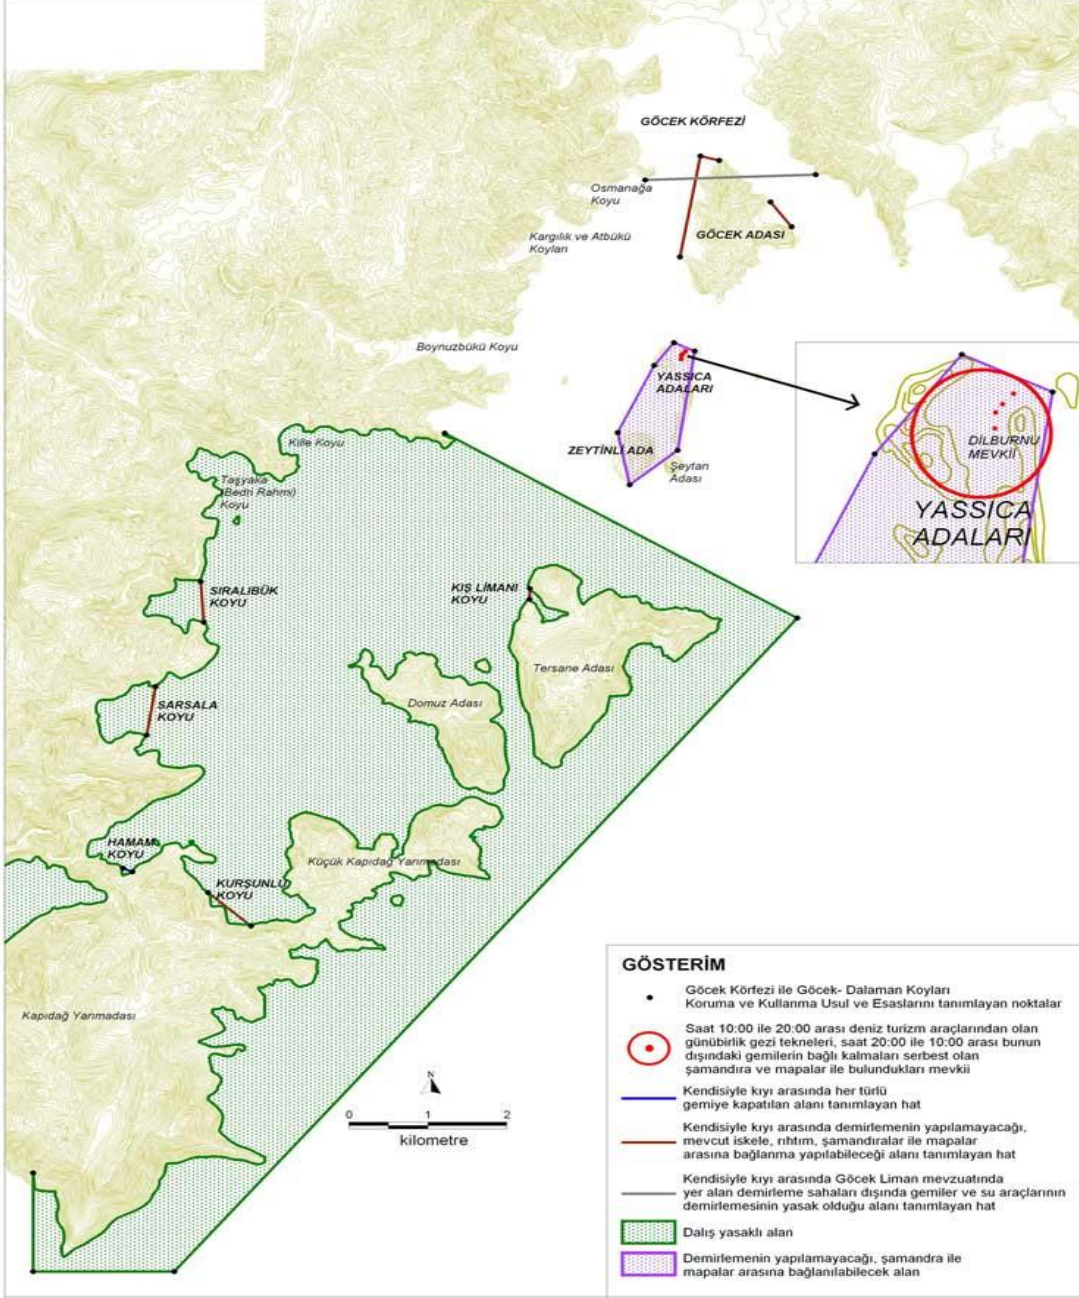 GÖCEK KÖRFEZİ
Osmanağa
Koyu
Kargılık ve Atbükü
Koyları
GÖCEK ADASI
Boynuzbükü Koyu
YASSICA
ADALARI
ZEYTİNLİ ADA
Şeytan
Adası
DİLBURNU
MEVKİİ
YASSICA
ADALARI
Kille Koyu
Taşyaka
(Bedri Rahmi)
Koyu
SIRALIBÜK
KOYU
KIŞ LİMANI
KOYU
Tersane Adası
Domuz Adası
SARSALA
KOYU
HAMAM
KOYU
Küçük Kapıdağ Yarımadası
KURŞUNLU
KOYU
Kapıdağ Yarımadası
N
0 1 2
kilometre
GÖSTERİM
Göcek Körfezi ile Göcek- Dalaman Koyları
Koruma ve Kullanma Usul ve Esaslarını tanımlayan noktalar
Saat 10:00 ile 20:00 arası deniz turizm araçlarından olan
günübirlik gezi tekneleri, saat 20:00 ile 10:00 arası bunun
dışındaki gemilerin bağlı kalmaları serbest olan
şamandıra ve mapalar ile bulundukları mevkii
Kendisiyle kıyı arasında her türlü
gemiye kapatılan alanı tanımlayan hat
Kendisiyle kıyı arasında demirlemenin yapılamayacağı,
mevcut iskele, rıhtım, şamandıralar ile mapalar
arasına bağlanma yapılabileceği alanı tanımlayan hat
Kendisiyle kıyı arasında Göcek Liman mevzuatında
yer alan demirleme sahaları dışında gemiler ve su araçlarının
demirlemesinin yasak olduğu alanı tanımlayan hat
Dalış yasaklı alan
Demirlemenin yapılamayacağı, şamandra ile
mapalar arasına bağlanılabilecek alan